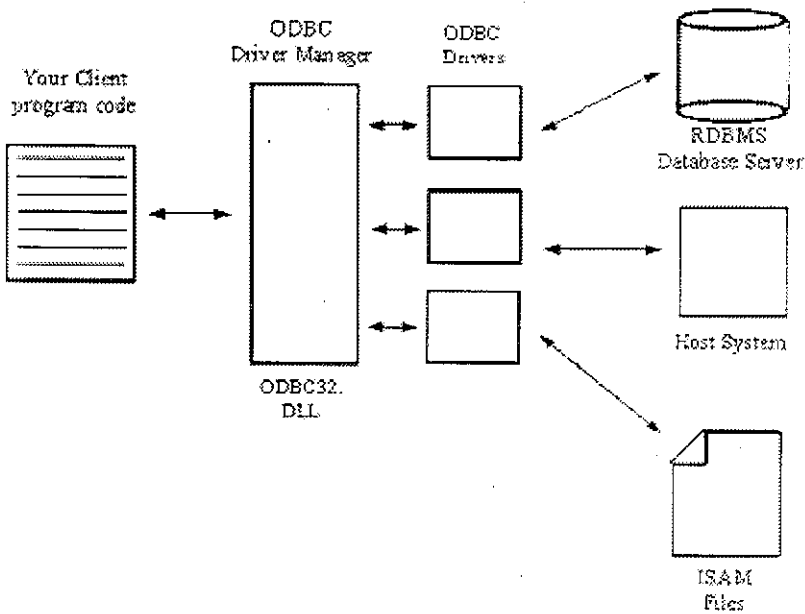 Your Client
program code
ODBC
Driver Manager
ODBC32.
DLL
ODBC
Drivers
RDBMS
Database Server
Host System
ISAM
Files